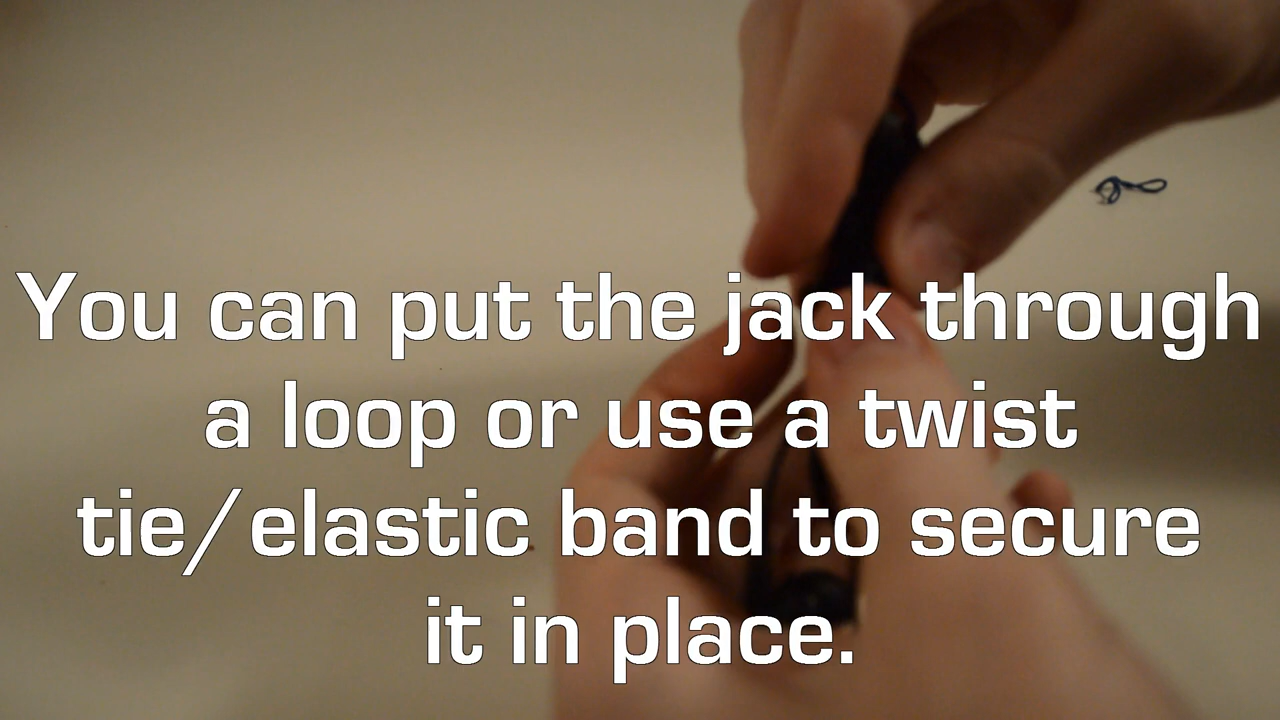 You can put the jack through
a loop or use a twist
tie/elastic band to secure
it in place.